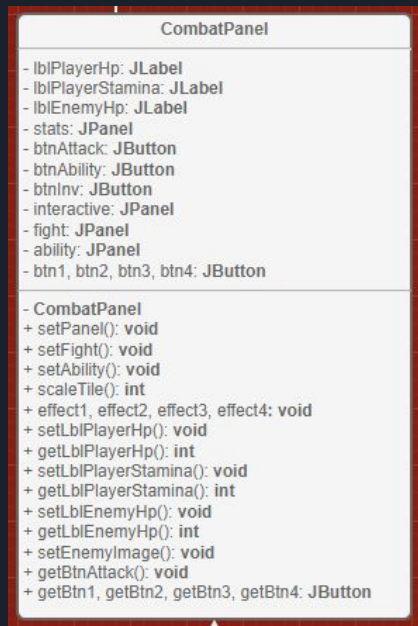 CombatPanel
- lblPlayerHp: JLabel
- lblPlayerStamina: JLabel
- lblEnemyHp: JLabel
- stats: JPanel
- btnAttack: JButton
- btnAbility: JButton
- btnInv: JButton
- interactive: JPanel
- fight: JPanel
- ability: JPanel
- btn1, btn2, btn3, btn4: JButton
- CombatPanel
+ setPanel(): void
+ setFight(): void
+ setAbility(): void
+ scaleTile(): int
+ effect1, effect2, effect3, effect4: void
+ setLblPlayerHp(): void
+ getLblPlayerHp(): int
+ setLblPlayerStamina(): void
+ getLblPlayerStamina(): int
+ setLblEnemyHp(): void
+ getLblEnemyHp(): int
+ setEnemyImage(): void
+ getBtnAttack(): void
+ getBtn1, getBtn2, getBtn3, getBtn4: JButton